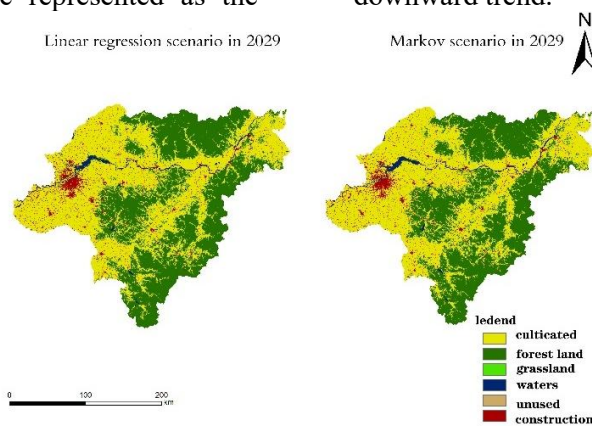 e represented as the
downward trend.
Linear regression scenario in 2029
Markov scenario in 2029
N
ledend
culticated
forest land
grassland
waters
unused
construction
0 100 200
km